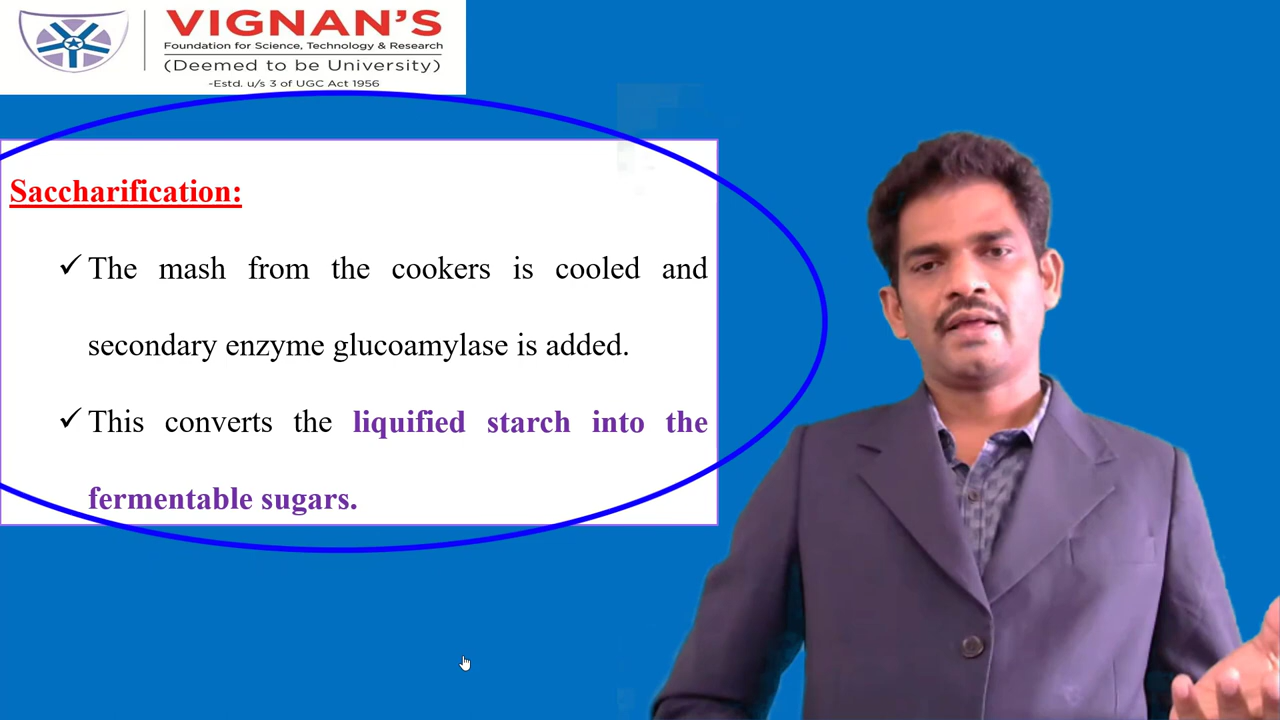 VIGNAN'S
Foundation for Science, Technology & Research
(Deemed to be University)
-Estd. u/s 3 of UGC Act 1956
Saccharification:
✓ The mash from the cookers is cooled and
secondary enzyme glucoamylase is added.
✓ This converts the liquified starch into the
fermentable sugars.